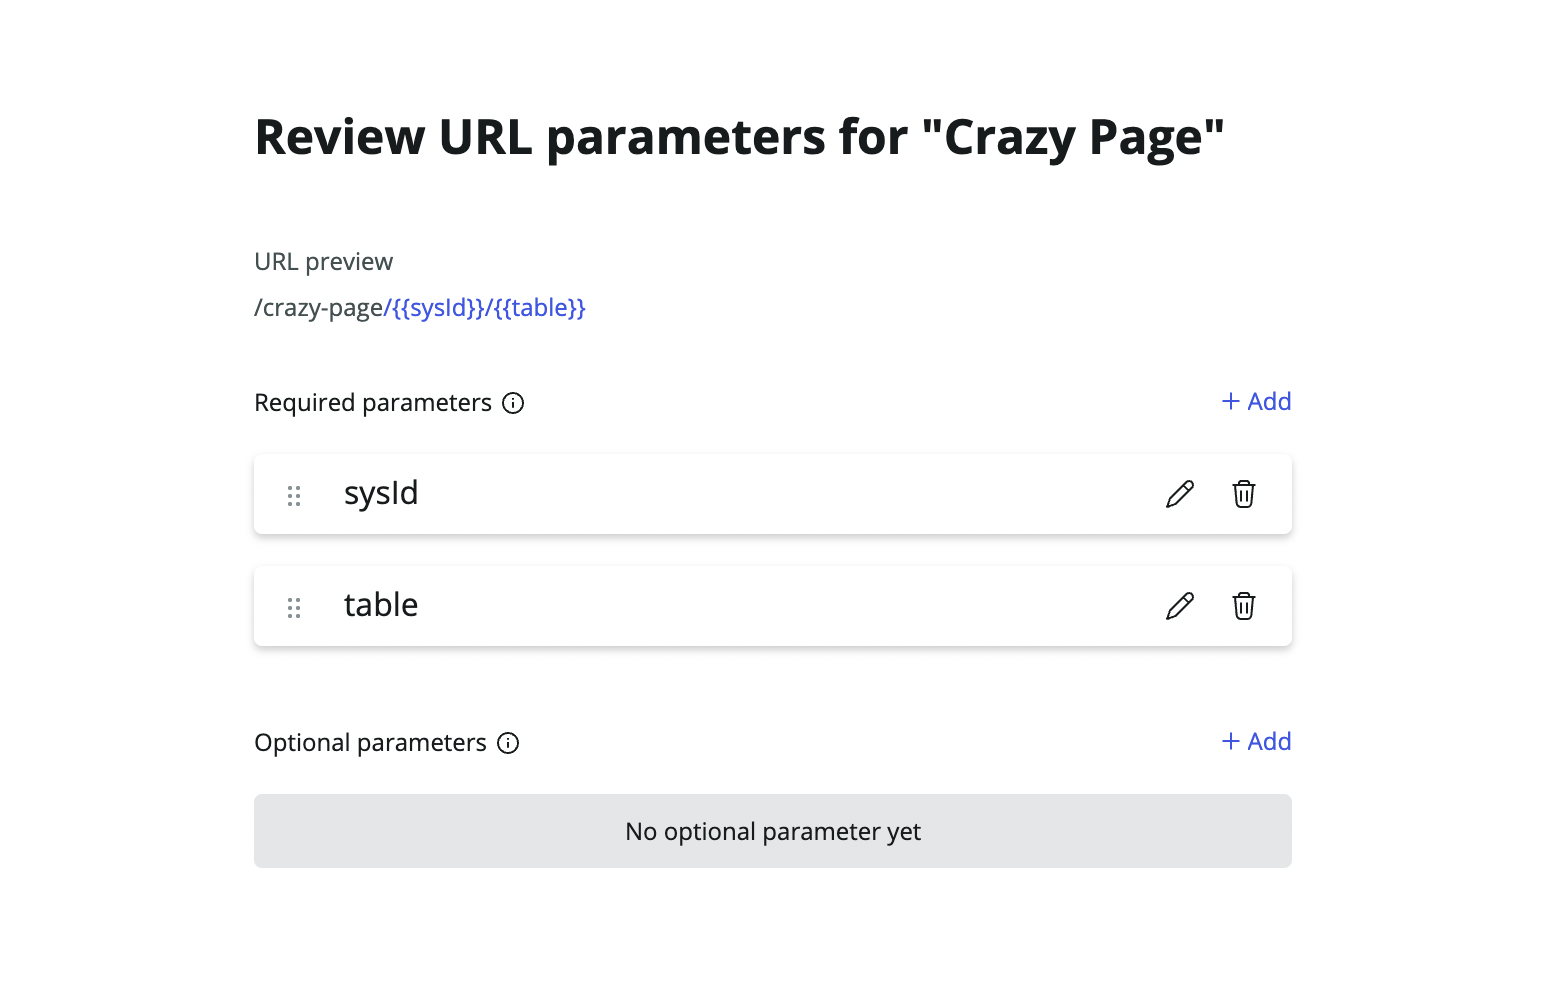 Review URL parameters for "Crazy Page"
URL preview
/crazy-page/{{sysId}}/{{table}}
Required parameters
+ Add
sysId
table
Optional parameters
+ Add
No optional parameter yet